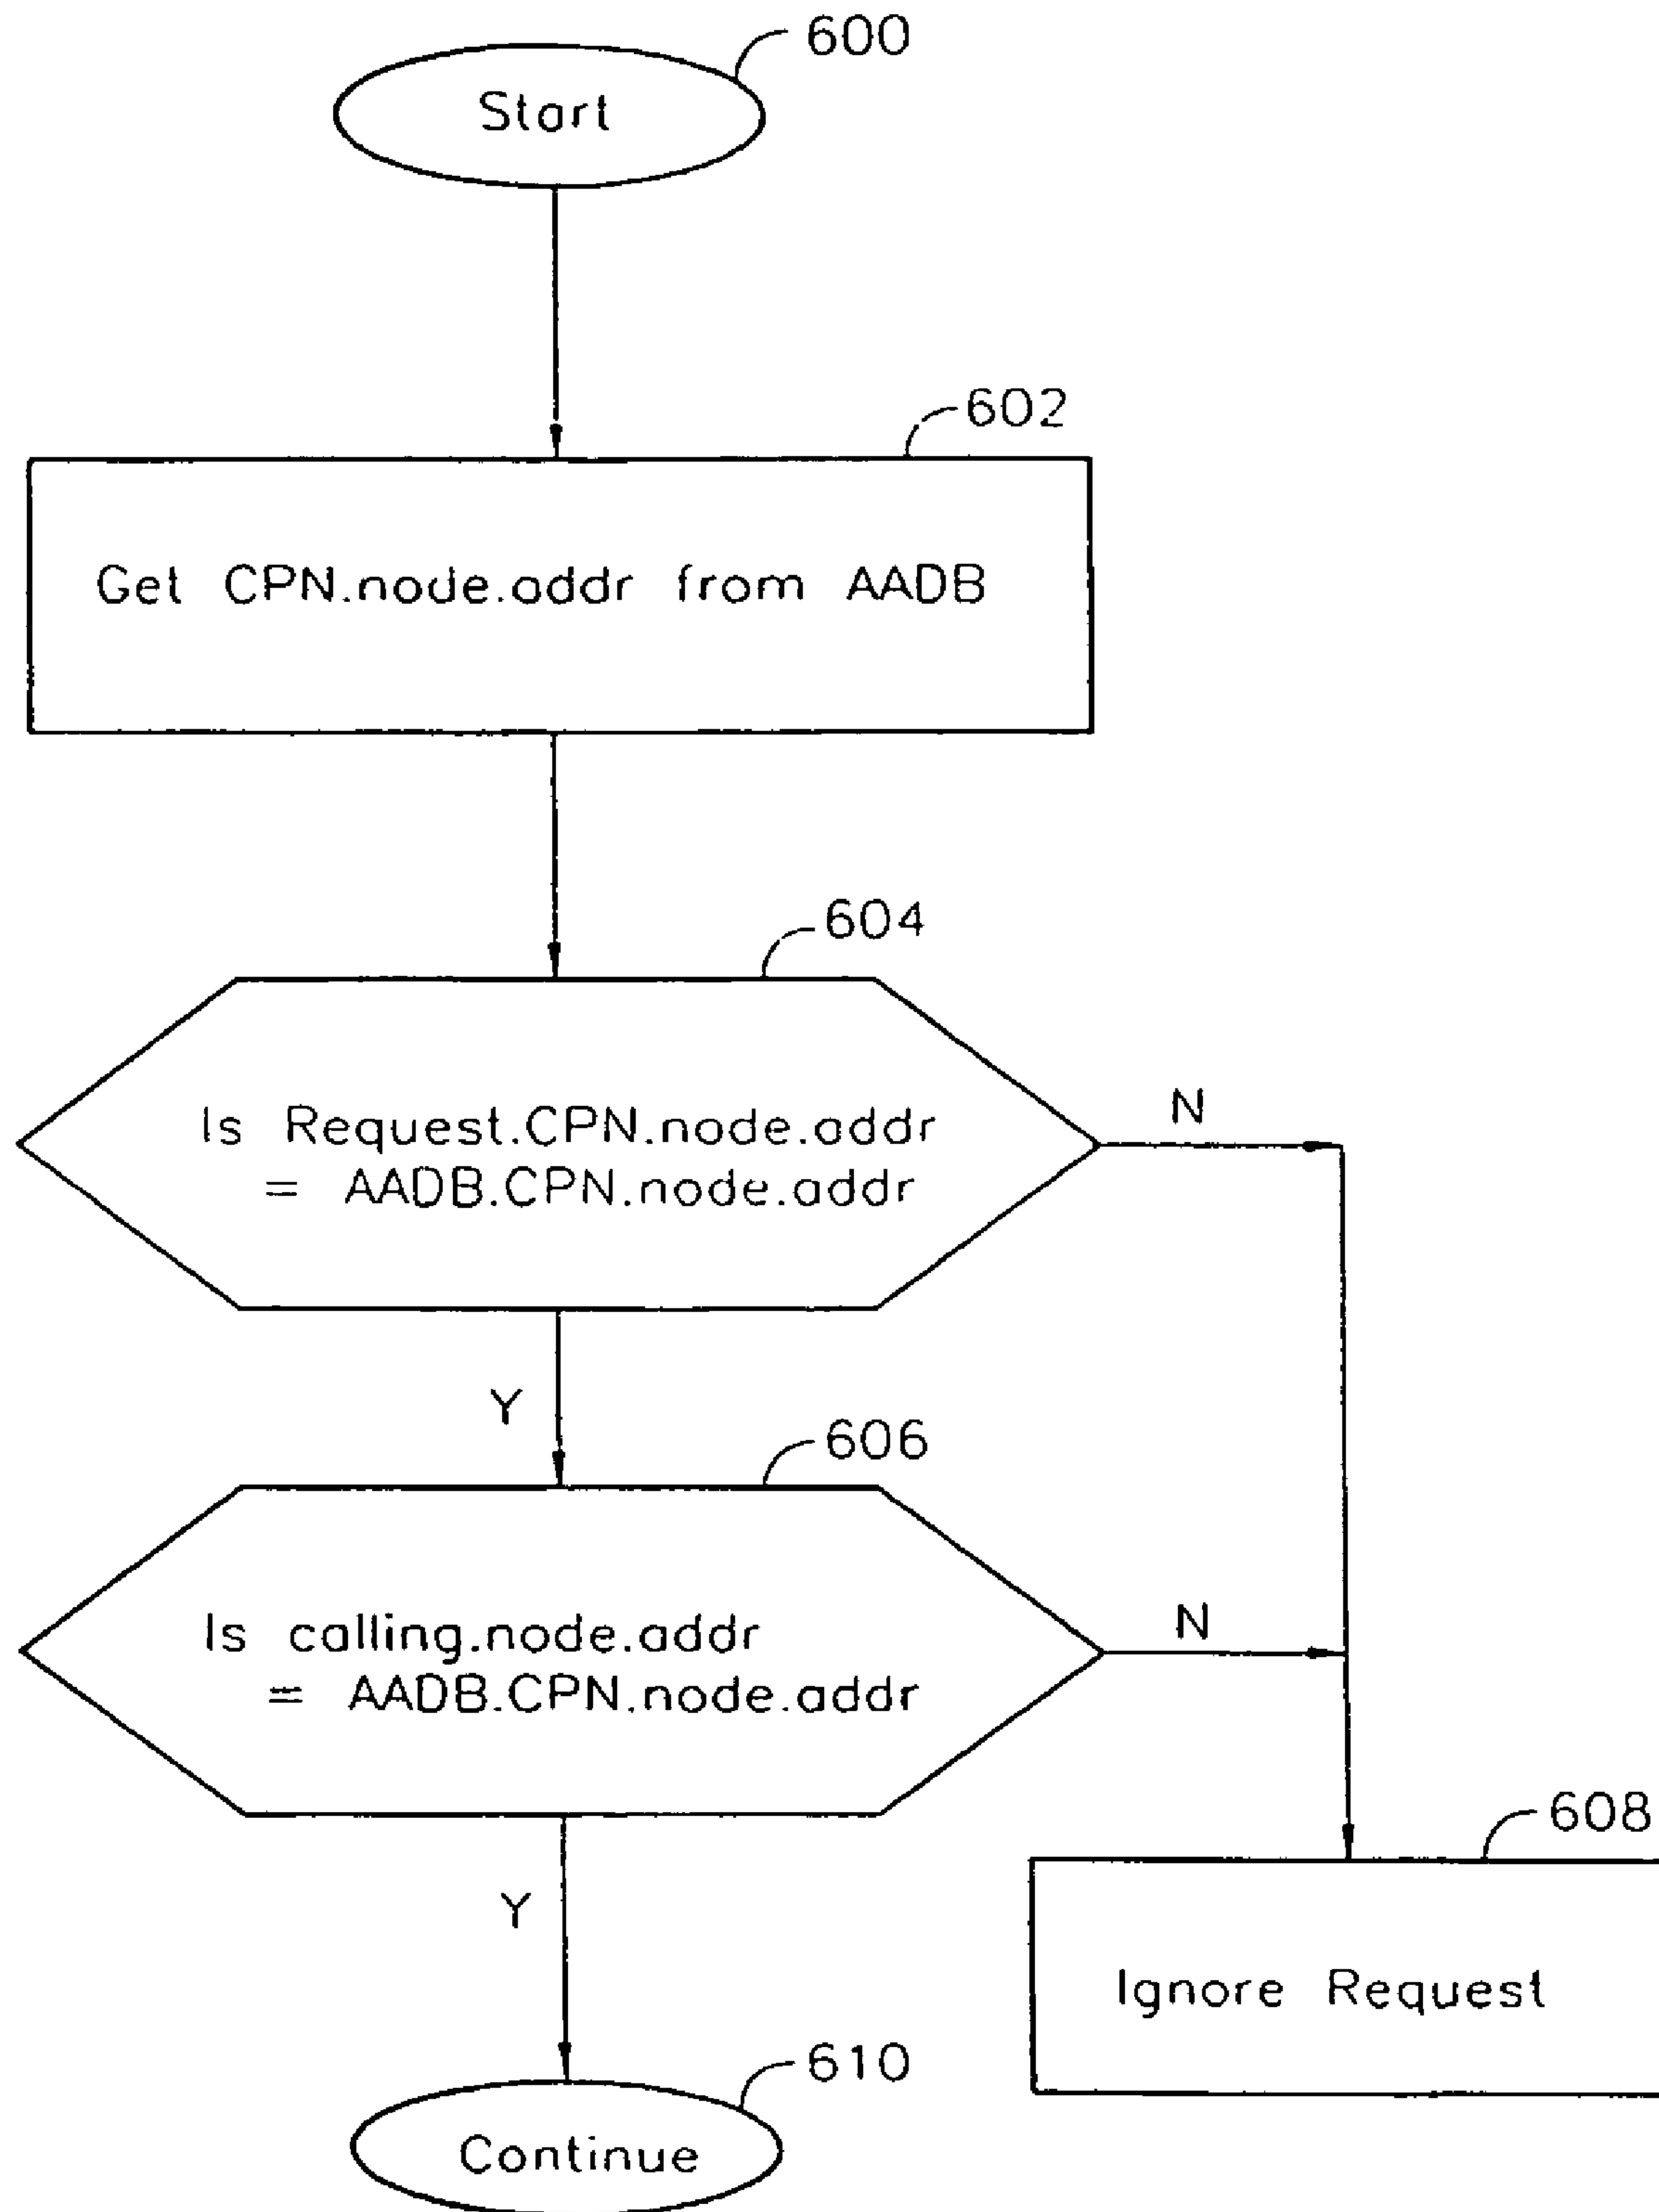 600
Start
602
Get CPN.node.addr from AADB
604
Is Request.CPN.node.addr
= AADB.CPN.node.addr
N
Y
606
Is calling.node.addr
= AADB.CPN.node.addr
N
Y
608
Ignore Request
610
Continue